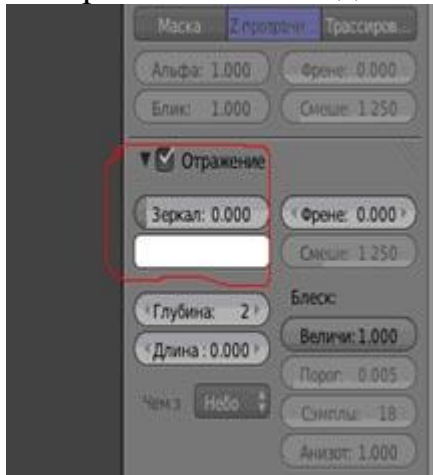 Маска Z-прозрачн Трассиров...
Альфа: 1.000 Френе: 0.000
Блик: 1.000 Смеше: 1.250
Отражение
Зеркал: 0.000 Френе: 0.000
Смеше: 1.250
Глубина: 2 Блеск:
Длина : 0.000 Величи: 1.000
Порог: 0.005
Чем з Небо Сэмплы: 18
Анизот: 1.000